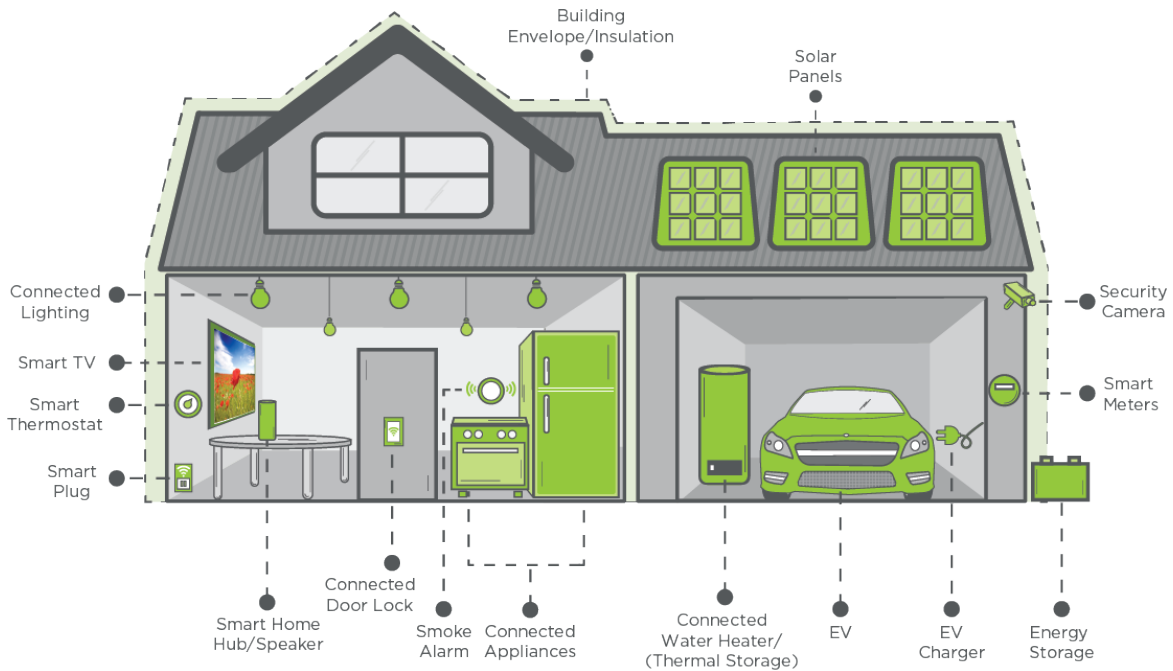 Building
Envelope/Insulation
Solar
Panels
Connected
Lighting
Security
Camera
Smart TV
Smart
Thermostat
Smart
Meters
Smart
Plug
Connected
Door Lock
Smart Home
Hub/Speaker
Smoke
Alarm
Connected
Appliances
Connected
Water Heater/
(Thermal Storage)
EV
EV
Charger
Energy
Storage